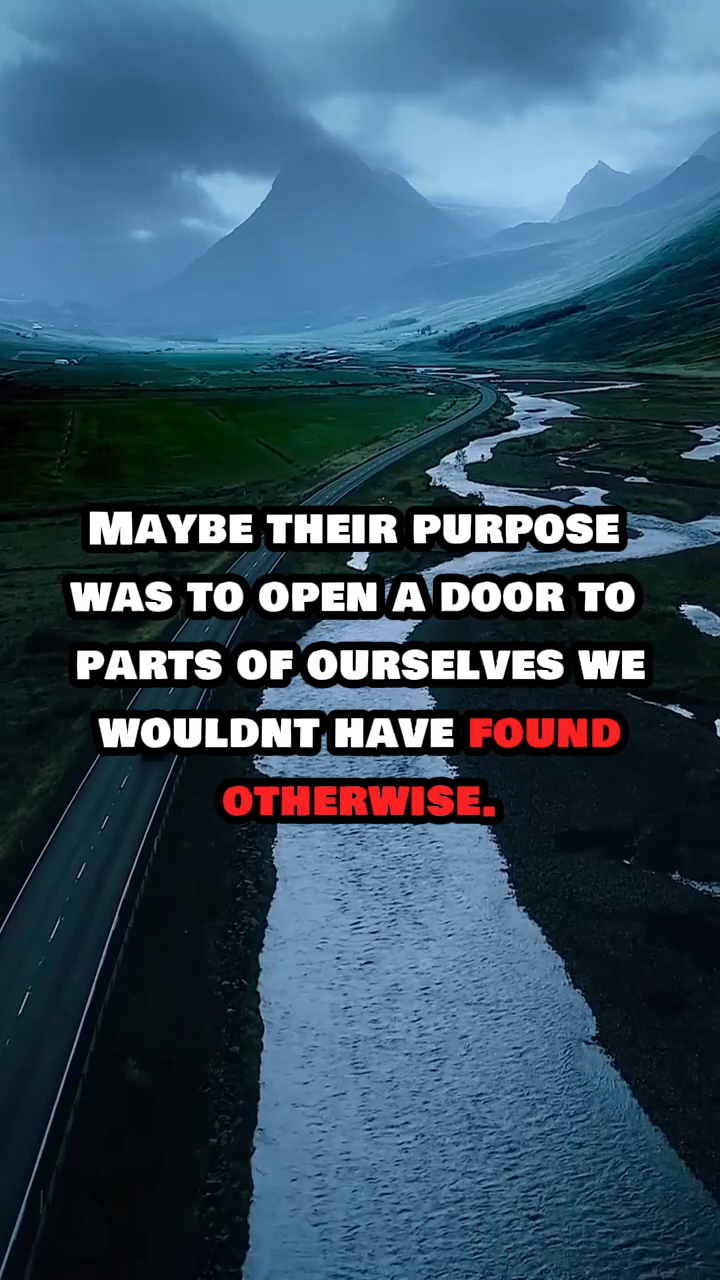 Maybe their purpose
was to open a door to
parts of ourselves we
wouldnt have found
otherwise.